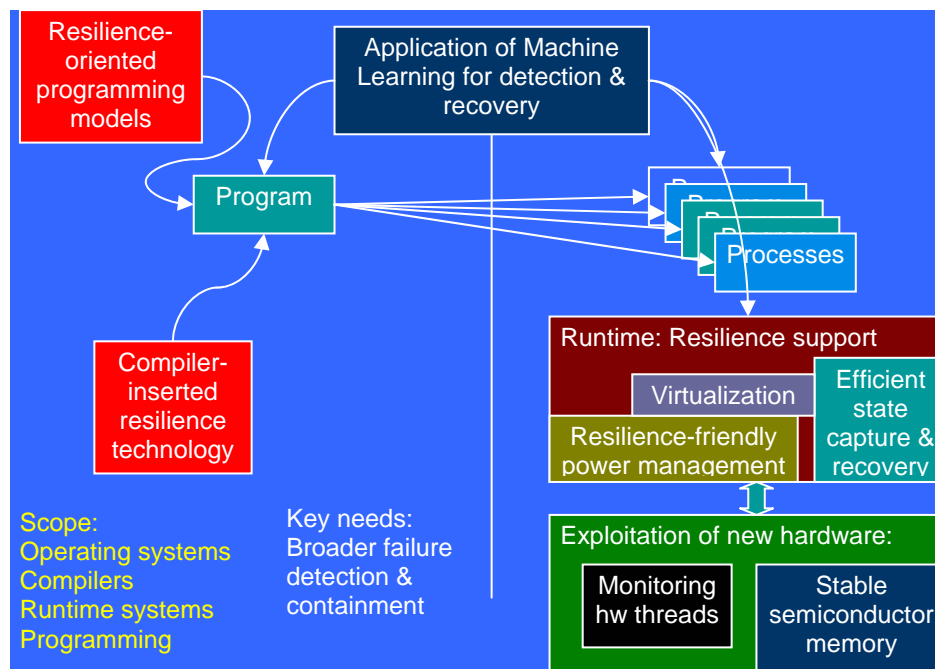 Resilience-
oriented
programming
models
Application of Machine
Learning for detection &
recovery
Program
Processes
Compiler-
inserted
resilience
technology
Runtime: Resilience support
Virtualization
Efficient
state
capture &
recovery
Resilience-friendly
power management
Scope:
Operating systems
Compilers
Runtime systems
Programming
Key needs:
Broader failure
detection &
containment
Exploitation of new hardware:
Monitoring
hw threads
Stable
semiconductor
memory